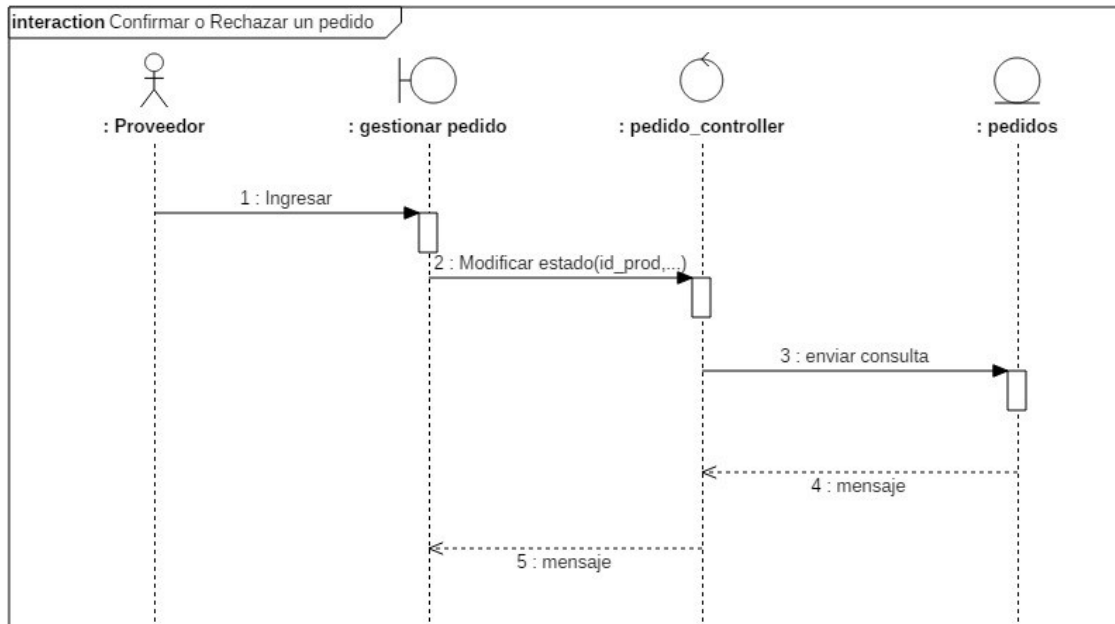 interaction Confirmar o Rechazar un pedido
: Proveedor
: gestionar pedido
: pedido_controller
: pedidos
1 : Ingresar
2 : Modificar estado(id_prod,...)
3 : enviar consulta
4 : mensaje
5 : mensaje